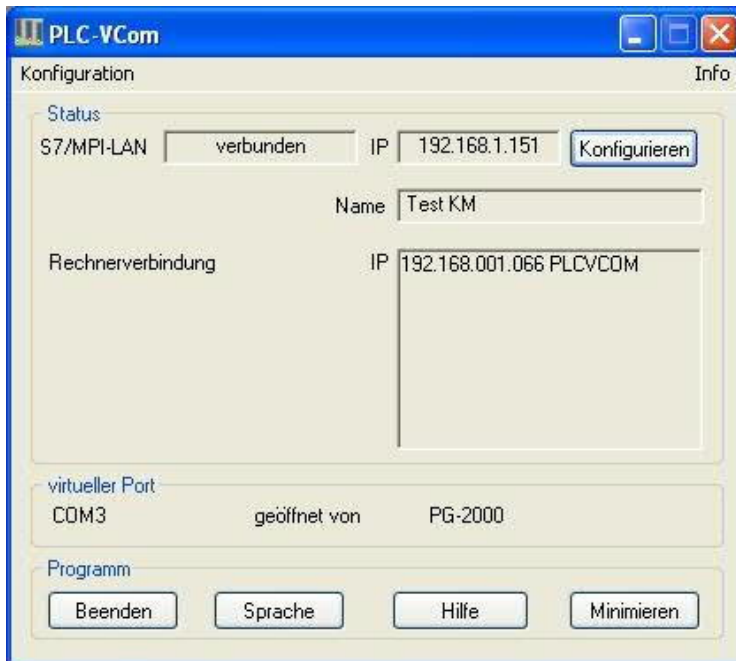 PLC-VCom
Konfiguration Info
Status
S7/MPI-LAN verbunden IP 192.168.1.151 Konfigurieren
Name Test KM
Rechnerverbindung IP 192.168.001.066 PLCVCOM
virtueller Port
COM3 geöffnet von PG-2000
Programm
Beenden Sprache Hilfe Minimieren